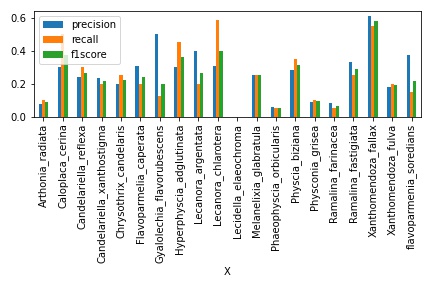 precision
recall
f1score
0.6
0.4
0.2
0.0
Arthonia_radiata
Caloplaca_cerina
Candelariella_reflexa
Candelariella_xanthostigma
Chrysothrix_candelaris
Flavoparmelia_caperata
Gyalolechia_flavorubescens
Hyperphyscia_adglutinata
Lecanora_argentata
Lecanora_chlarotera
Lecidella_elaeochroma
Melanelixia_glabratula
Phaeophyscia_orbicularis
Physcia_biziana
Physconia_grisea
Ramalina_farinacea
Ramalina_fastigiata
Xanthomendoza_fallax
Xanthomendoza_fulva
flavoparmenia_soredians
X